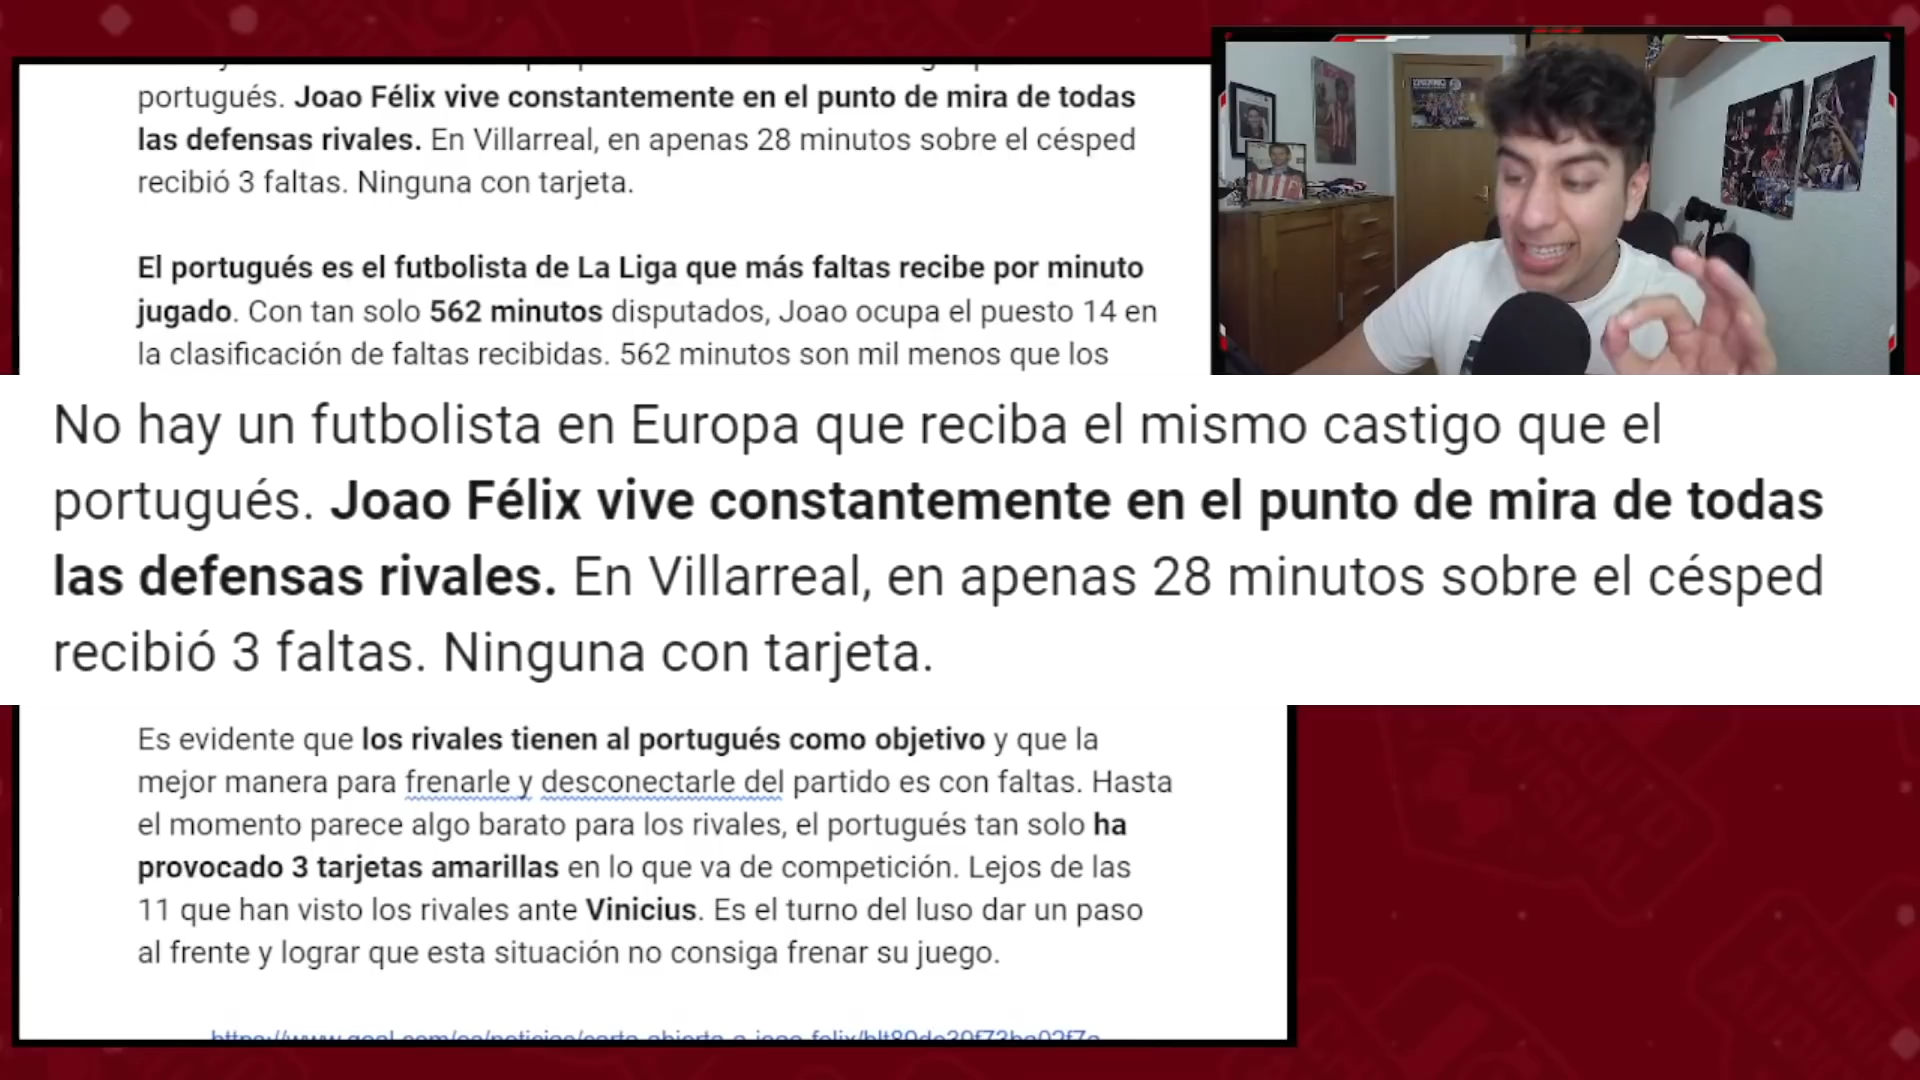 portugués. Joao Félix vive constantemente en el punto de mira de todas
las defensas rivales. En Villarreal, en apenas 28 minutos sobre el césped
recibió 3 faltas. Ninguna con tarjeta.
El portugués es el futbolista de La Liga que más faltas recibe por minuto
jugado. Con tan solo 562 minutos disputados, Joao ocupa el puesto 14 en
la clasificación de faltas recibidas. 562 minutos son mil menos que los
No hay un futbolista en Europa que reciba el mismo castigo que el
portugués. Joao Félix vive constantemente en el punto de mira de todas
las defensas rivales. En Villarreal, en apenas 28 minutos sobre el césped
recibió 3 faltas. Ninguna con tarjeta.
Es evidente que los rivales tienen al portugués como objetivo y que la
mejor manera para frenarle y desconectarle del partido es con faltas. Hasta
el momento parece algo barato para los rivales, el portugués tan solo ha
provocado 3 tarjetas amarillas en lo que va de competición. Lejos de las
11 que han visto los rivales ante Vinicius. Es el turno del luso dar un paso
al frente y lograr que esta situación no consiga frenar su juego.